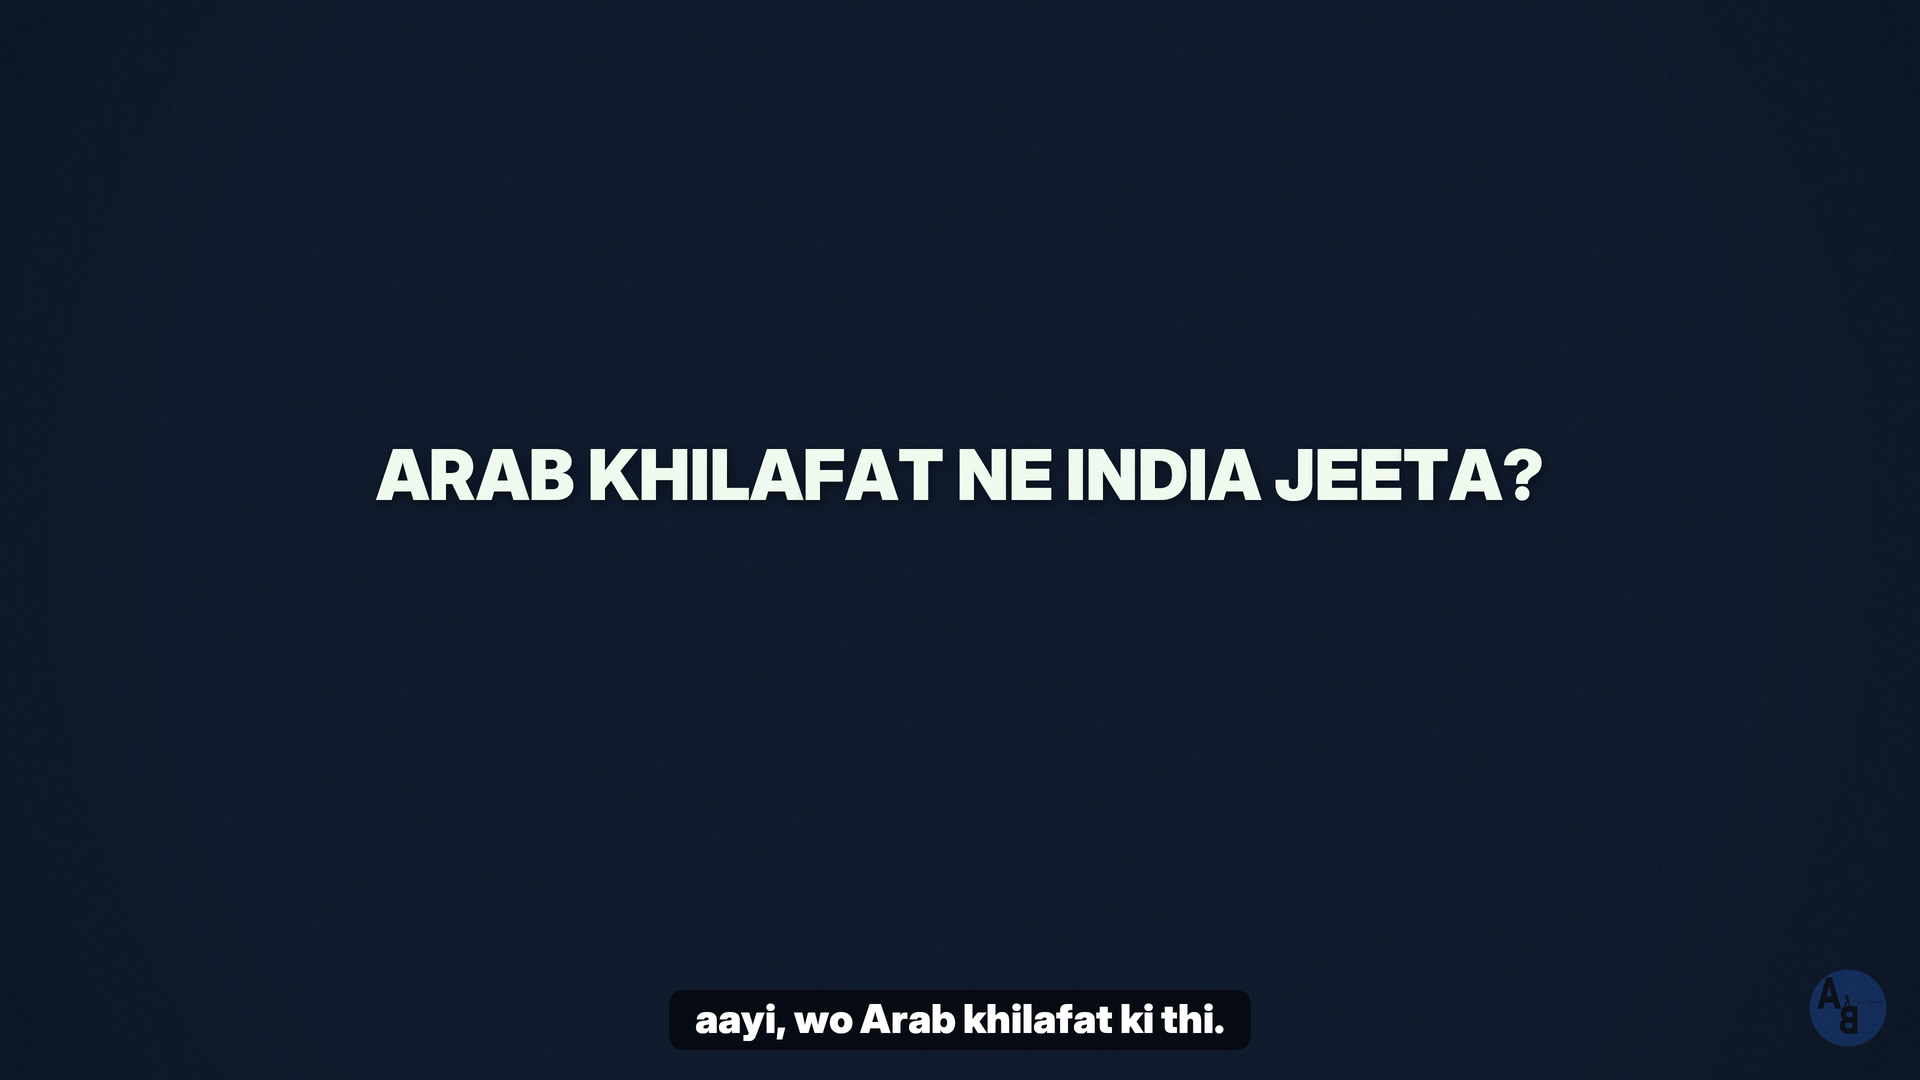 ARAB KHILAFAT NE INDIA JEETA?
aayi, wo Arab khilafat ki thi.
A
B